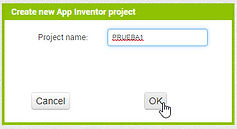 Create new App Inventor project
Project name: PRUEBA1
Cancel OK